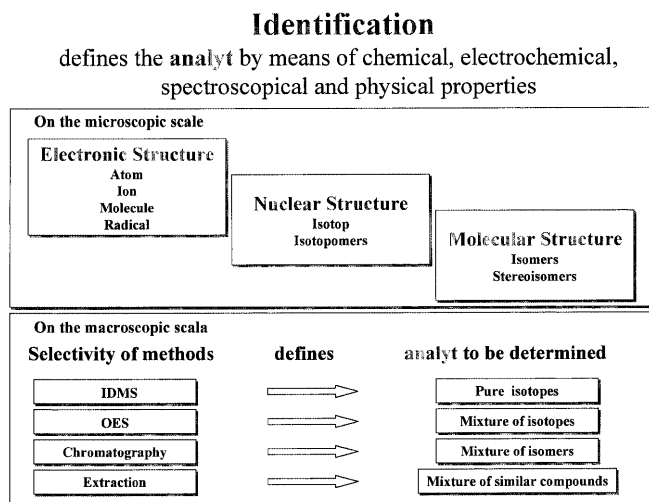 Identification
defines the analyt by means of chemical, electrochemical,
spectroscopical and physical properties
On the microscopic scale
Electronic Structure
Atom
Ion
Molecule
Radical
Nuclear Structure
Isotop
Isotopomers
Molecular Structure
Isomers
Stereoisomers
On the macroscopic scala
Selectivity of methods defines analyt to be determined
IDMS Pure isotopes
OES Mixture of isotopes
Chromatography Mixture of isomers
Extraction Mixture of similar compounds